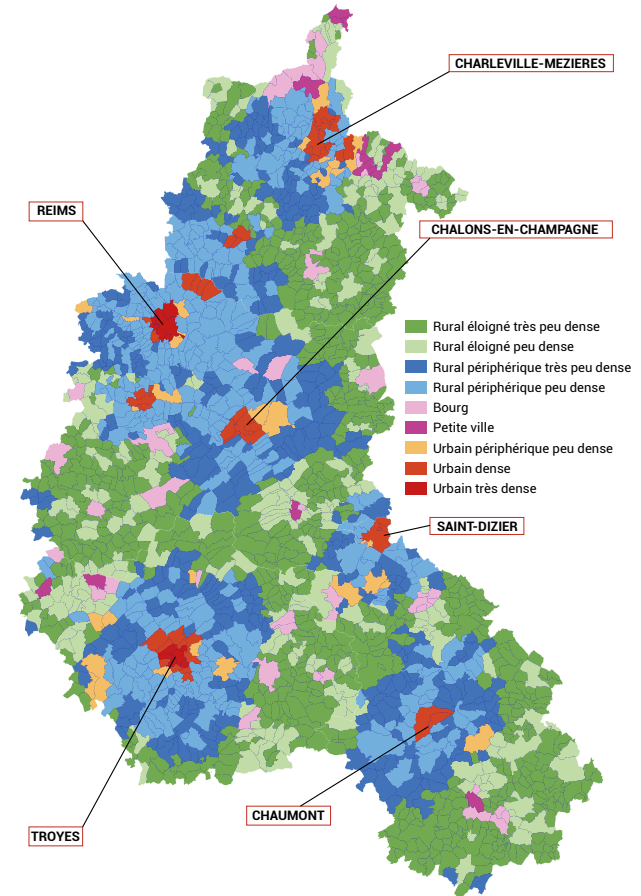 CHARLEVILLE-MEZIERES
REIMS
CHALONS-EN-CHAMPAGNE
Rural éloigné très peu dense
Rural éloigné peu dense
Rural périphérique très peu dense
Rural périphérique peu dense
Bourg
Petite ville
Urbain périphérique peu dense
Urbain dense
Urbain très dense
SAINT-DIZIER
CHAUMONT
TROYES